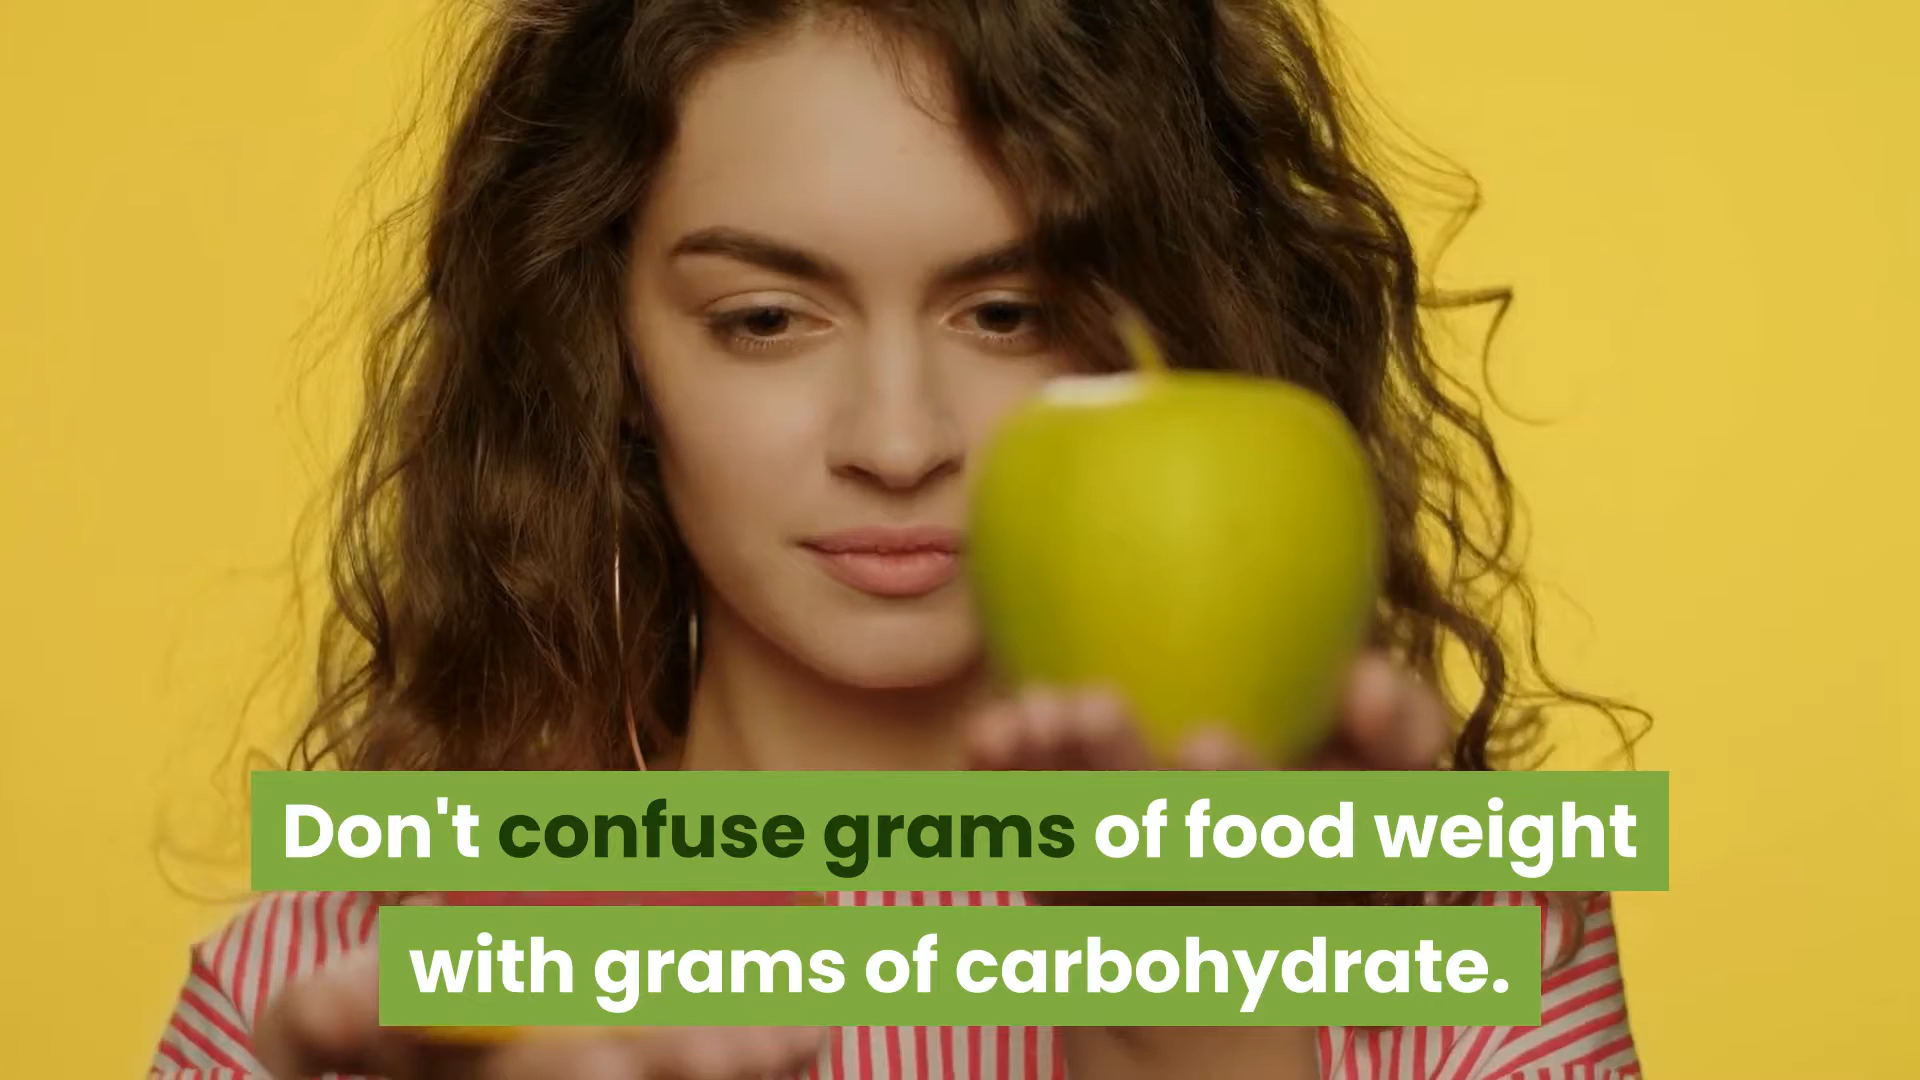 Don't confuse grams of food weight
with grams of carbohydrate.